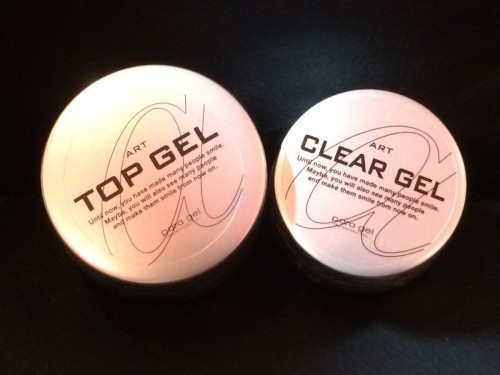 ART
TOP GEL
Until now, you have made many people smile.
Maybe, you will also see many people
and make them smile from now on.
para gel
ART
CLEAR GEL
Until now, you have made many people smile.
Maybe, you will also see many people
and make them smile from now on.
para gel